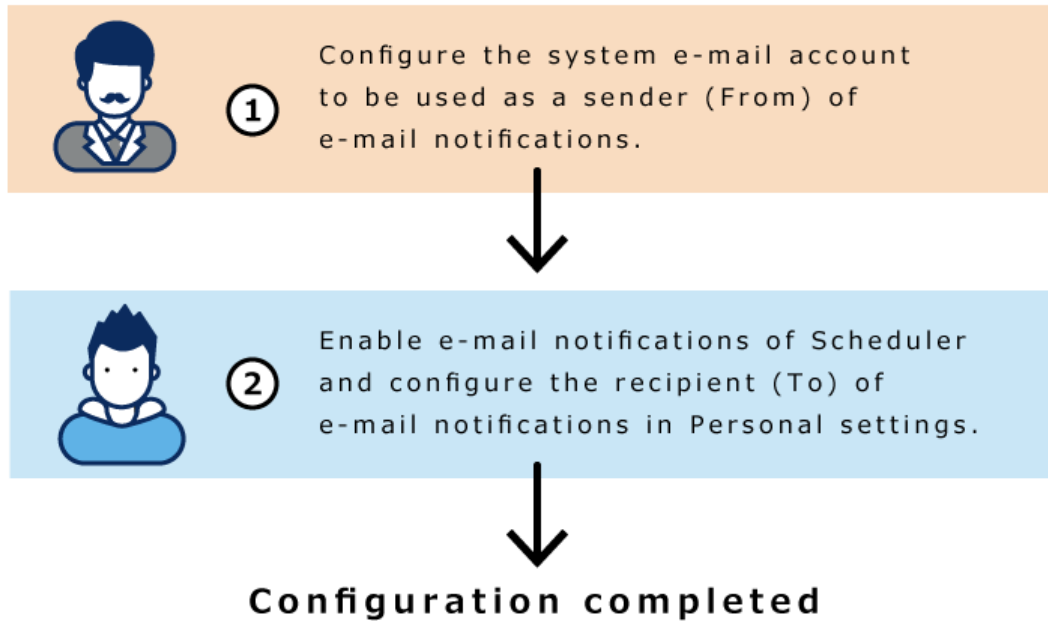 1
Configure the system e-mail account
to be used as a sender (From) of
e-mail notifications.
2
Enable e-mail notifications of Scheduler
and configure the recipient (To) of
e-mail notifications in Personal settings.
Configuration completed